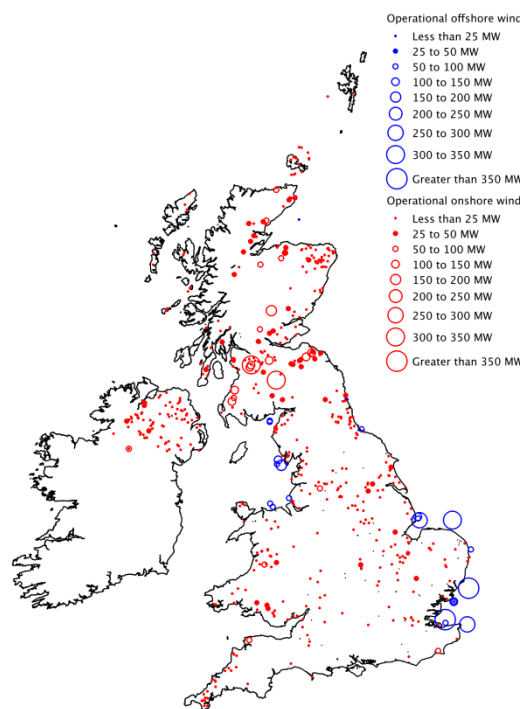 Operational offshore wind
Less than 25 MW
25 to 50 MW
50 to 100 MW
100 to 150 MW
150 to 200 MW
200 to 250 MW
250 to 300 MW
300 to 350 MW
Greater than 350 MW
Operational onshore wind
Less than 25 MW
25 to 50 MW
50 to 100 MW
100 to 150 MW
150 to 200 MW
200 to 250 MW
250 to 300 MW
300 to 350 MW
Greater than 350 MW